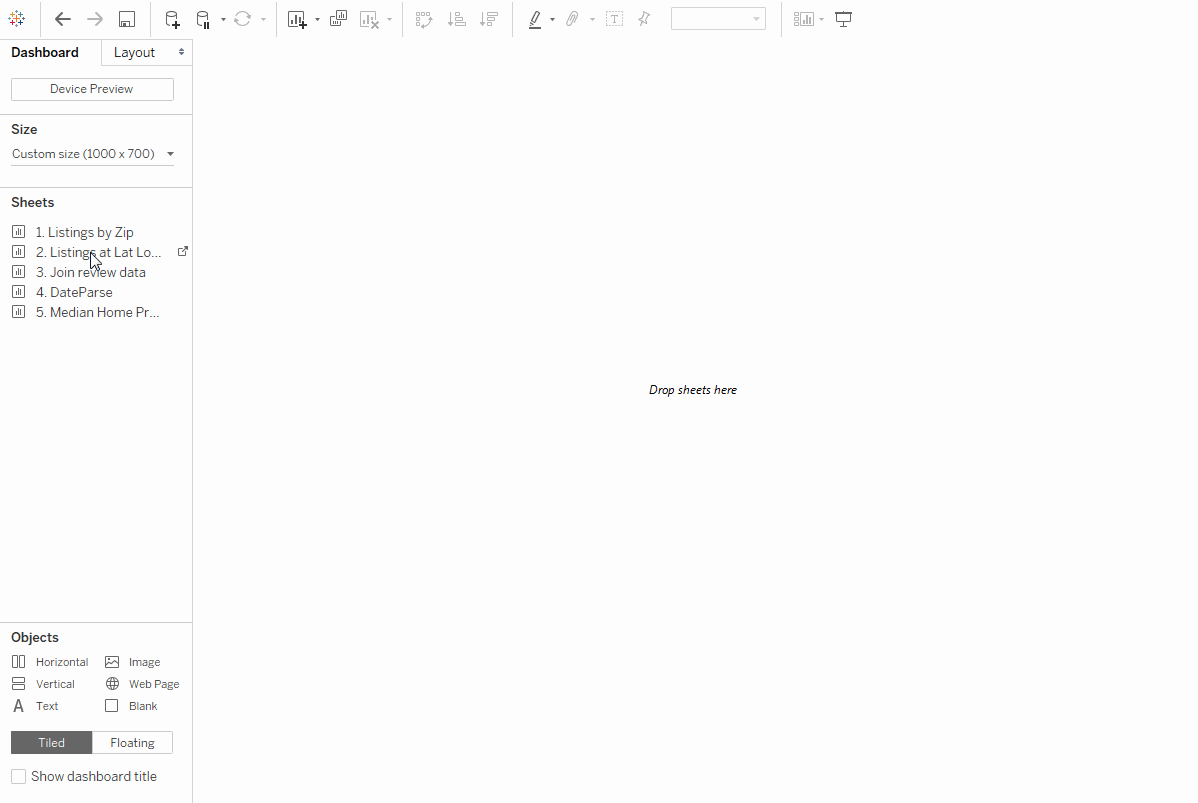 Dashboard
Layout
Device Preview
Size
Custom size (1000 x 700)
Sheets
1. Listings by Zip
2. Listings at Lat Lo...
3. Join review data
4. DateParse
5. Median Home Pr...
Drop sheets here
Objects
Horizontal
Image
Vertical
Web Page
A Text
Blank
Tiled
Floating
Show dashboard title